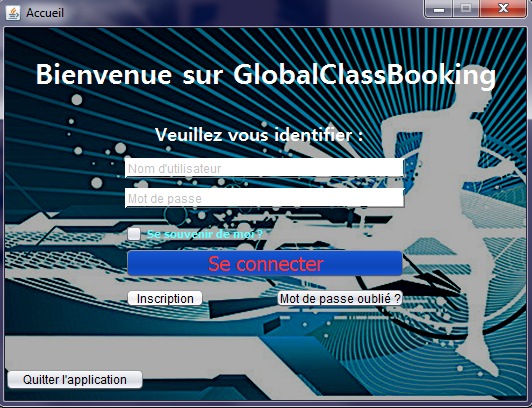 Accueil
Bienvenue sur GlobalClassBooking
Veuillez vous identifier :
Nom d'utilisateur
Mot de passe
Se souvenir de moi ?
Se connecter
Inscription
Mot de passe oublié ?
Quitter l'application